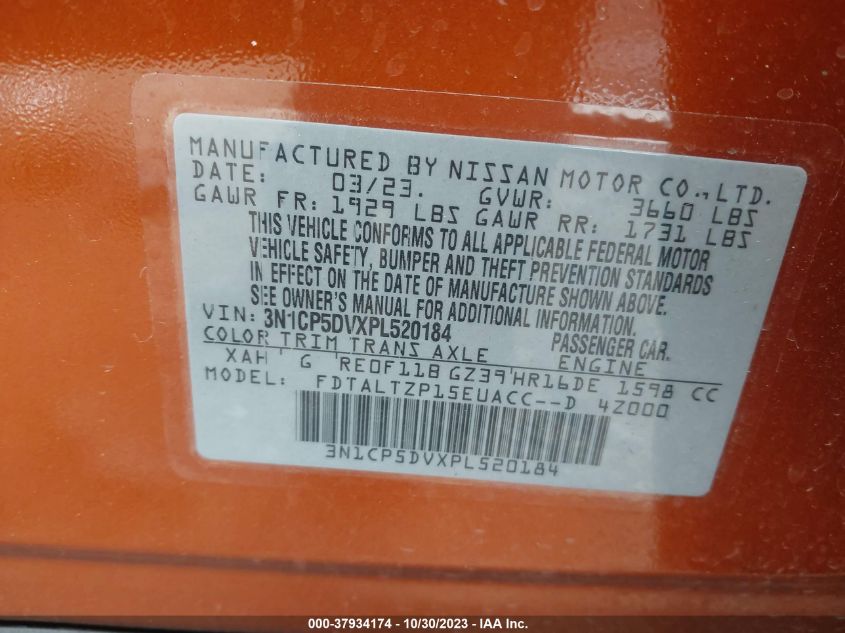 MANUFACTURED BY NISSAN MOTOR CO.,LTD.
DATE: 03/23. GVWR: 3660 LBS
GAWR FR: 1929 LBS GAWR RR: 1731 LBS
THIS VEHICLE CONFORMS TO ALL APPLICABLE FEDERAL MOTOR
VEHICLE SAFETY, BUMPER AND THEFT PREVENTION STANDARDS
IN EFFECT ON THE DATE OF MANUFACTURE SHOWN ABOVE.
SEE OWNER'S MANUAL FOR ADDITIONAL INFORMATION.
VIN: 3N1CP5DVXPL520184 PASSENGER CAR.
COLOR TRIM TRANS AXLE ENGINE
XAH ' G RE0F11B GZ39'HR16DE 1598 CC
MODEL: FDTALTZP15EUACC--D 4Z000
3N1CP5DVXPL520184
000-37934174 - 10/30/2023 - IAA Inc.